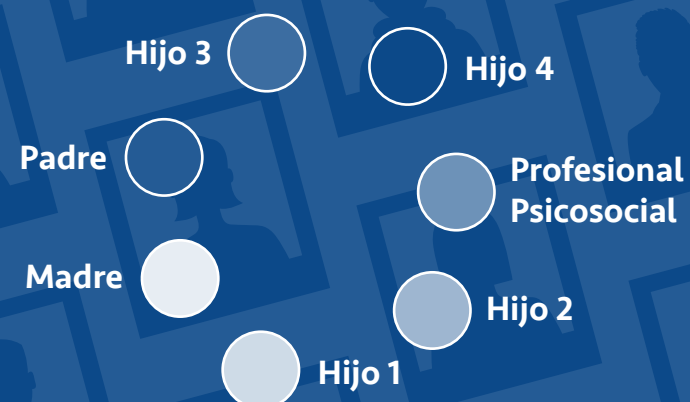 Hijo 3
Hijo 4
Padre
Profesional
Psicosocial
Madre
Hijo 2
Hijo 1